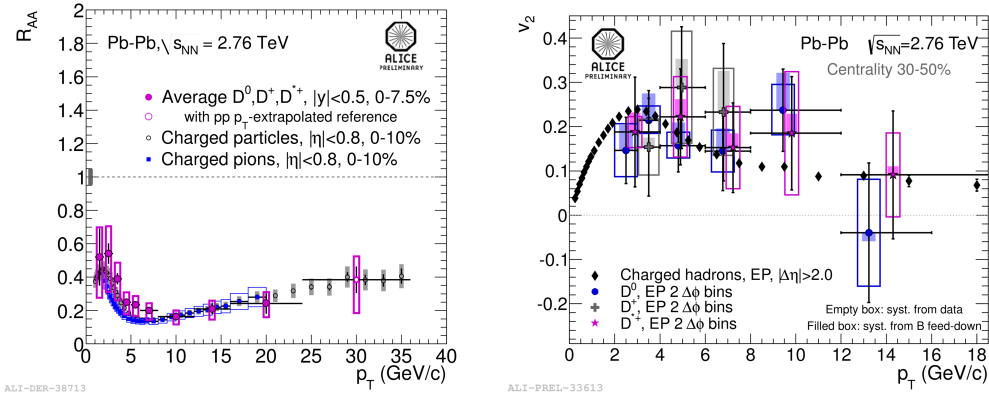 R_AA
2
1.8
1.6
1.4
1.2
1
0.8
0.6
0.4
0.2
0
Pb-Pb, √s_NN = 2.76 TeV
ALICE
PRELIMINARY
Average D^0,D^+,D^*+, |y|<0.5, 0-7.5%
with pp p_T-extrapolated reference
Charged particles, |η|<0.8, 0-10%
Charged pions, |η|<0.8, 0-10%
0 5 10 15 20 25 30 35 40
p_T (GeV/c)
ALI-DER-38713
v_2
0.4
0.3
0.2
0.1
0
-0.1
-0.2
ALICE
PRELIMINARY
Pb-Pb √s_NN=2.76 TeV
Centrality 30-50%
Charged hadrons, EP, |Δη|>2.0
D^0, EP 2 Δϕ bins
D^+, EP 2 Δϕ bins
D^*+, EP 2 Δϕ bins
Empty box: syst. from data
Filled box: syst. from B feed-down
0 2 4 6 8 10 12 14 16 18
p_T (GeV/c)
ALI-PREL-33613